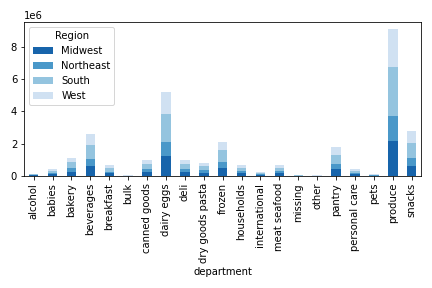 1e6
8
6
4
2
0
Region
Midwest
Northeast
South
West
alcohol
babies
bakery
beverages
breakfast
bulk
canned goods
dairy eggs
deli
dry goods pasta
frozen
households
international
meat seafood
missing
other
pantry
personal care
pets
produce
snacks
department